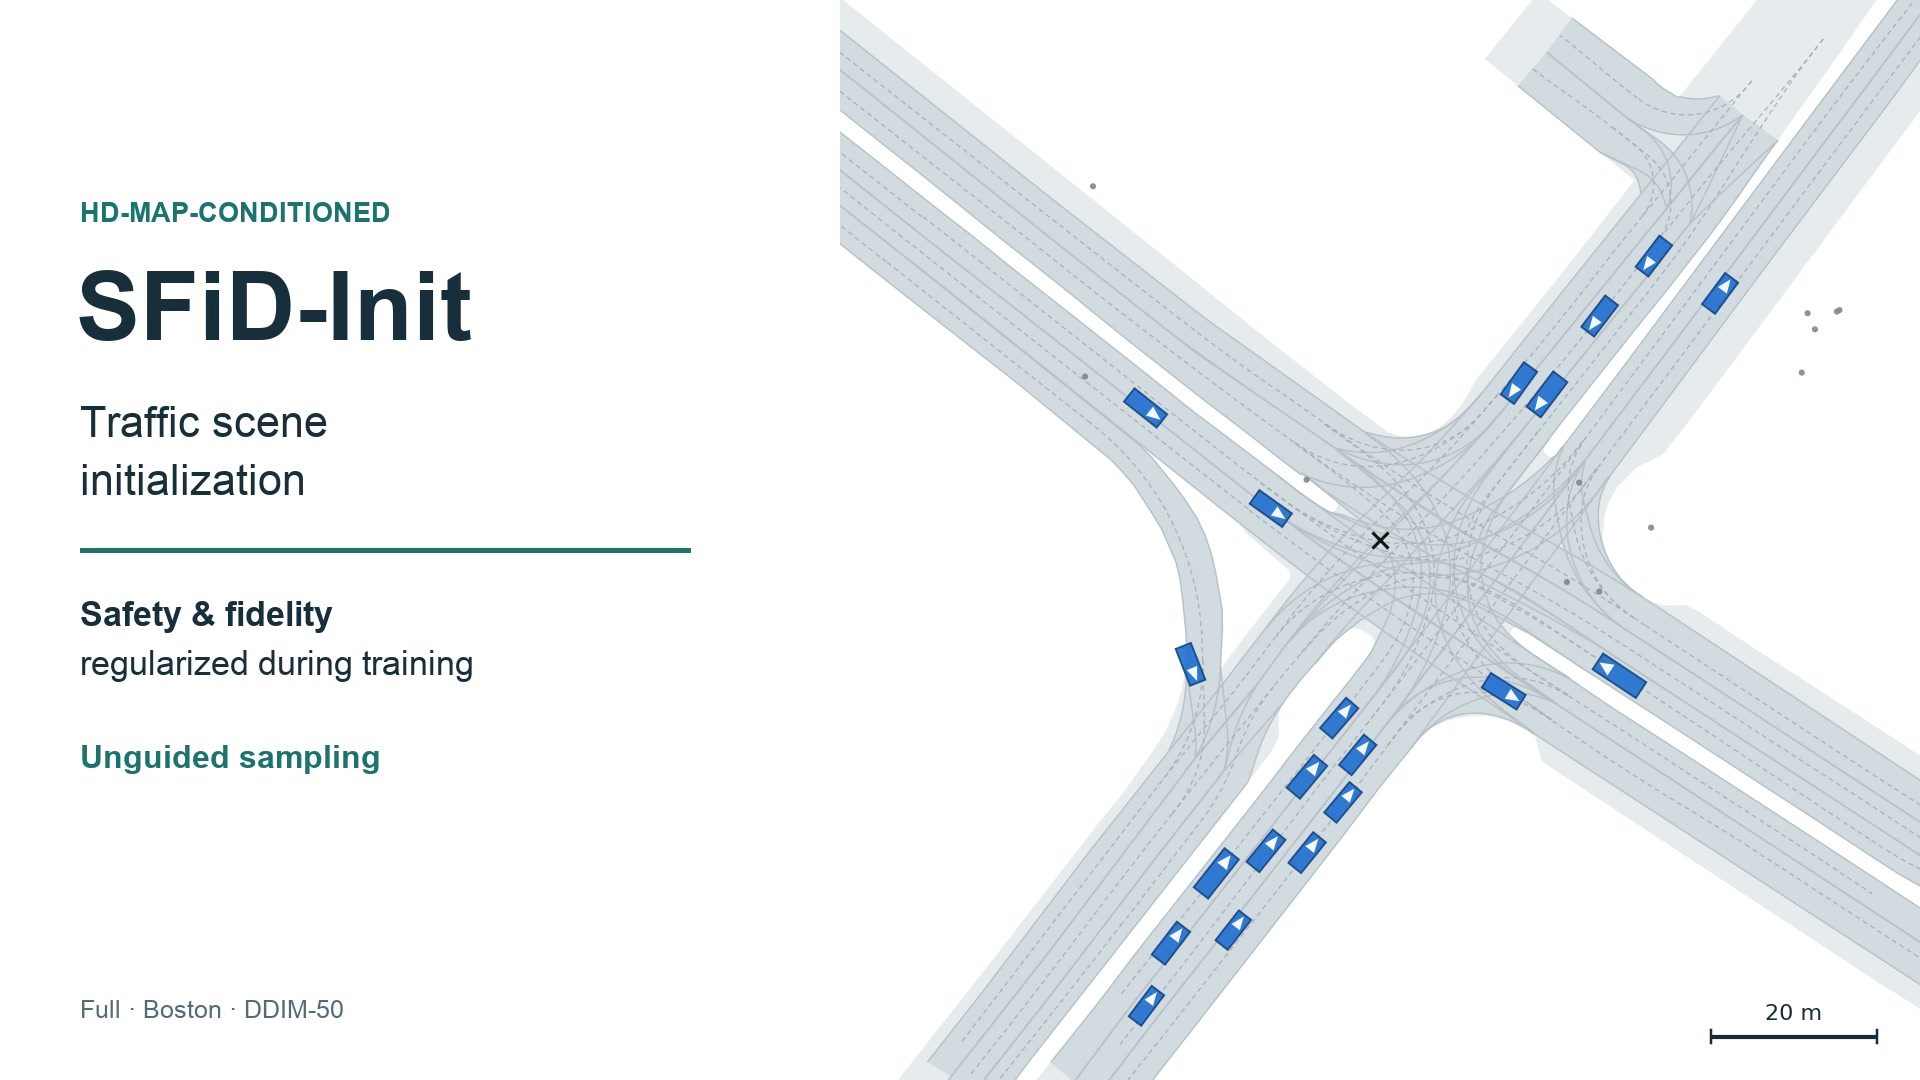 HD-MAP-CONDITIONED
SFiD-Init
Traffic scene
initialization
Safety & fidelity
regularized during training
Unguided sampling
Full · Boston · DDIM-50
20 m